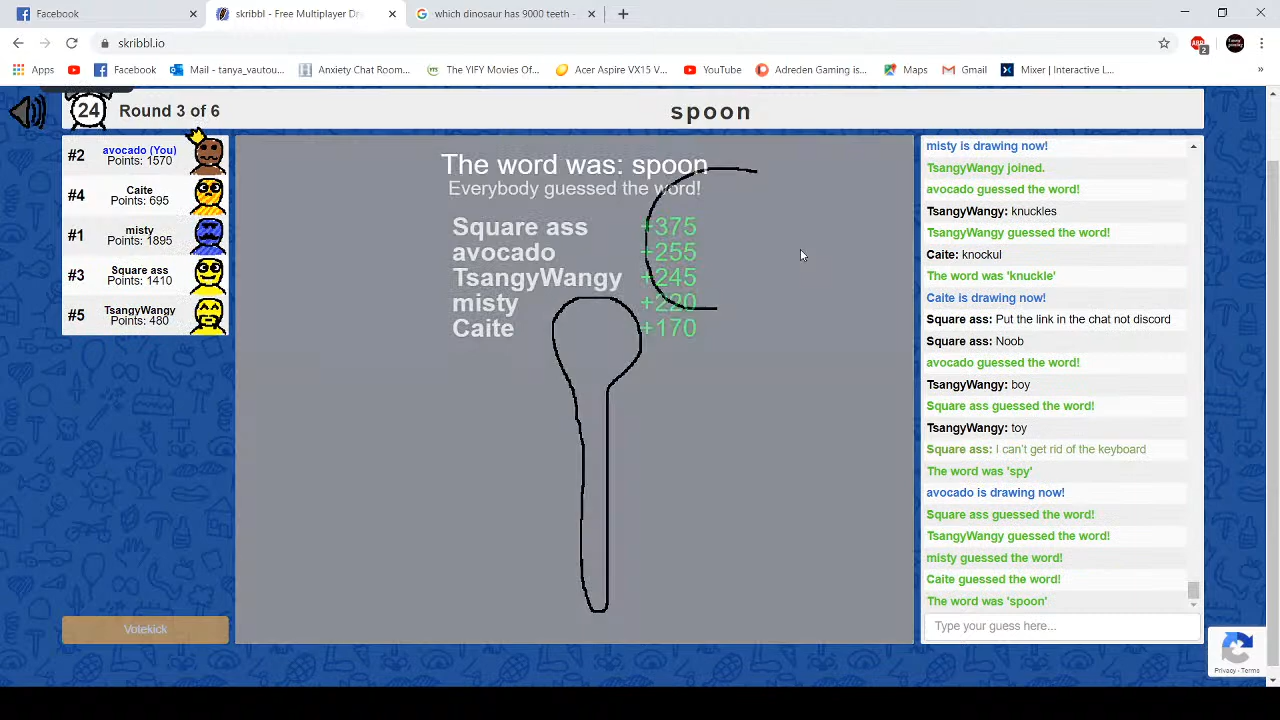 Facebook
skribbl - Free Multiplayer Dra
which dinosaur has 9000 teeth -
skribbl.io
2
Apps
Facebook
Mail - tanya_vautou...
Anxiety Chat Room...
The YIFY Movies Of...
Acer Aspire VX15 V...
YouTube
Adreden Gaming is...
Maps
Gmail
Mixer | Interactive L...
»
24
Round 3 of 6
spoon
#2
avocado (You)
Points: 1570
#4
Caite
Points: 695
#1
misty
Points: 1895
#3
Square ass
Points: 1410
#5
TsangyWangy
Points: 480
Votekick
The word was: spoon
Everybody guessed the word!
Square ass +375
avocado +255
TsangyWangy +245
misty +220
Caite +170
misty is drawing now!
TsangyWangy joined.
avocado guessed the word!
TsangyWangy: knuckles
TsangyWangy guessed the word!
Caite: knockul
The word was 'knuckle'
Caite is drawing now!
Square ass: Put the link in the chat not discord
Square ass: Noob
avocado guessed the word!
TsangyWangy: boy
Square ass guessed the word!
TsangyWangy: toy
Square ass: I can't get rid of the keyboard
The word was 'spy'
avocado is drawing now!
Square ass guessed the word!
TsangyWangy guessed the word!
misty guessed the word!
Caite guessed the word!
The word was 'spoon'
Type your guess here...
Privacy - Terms